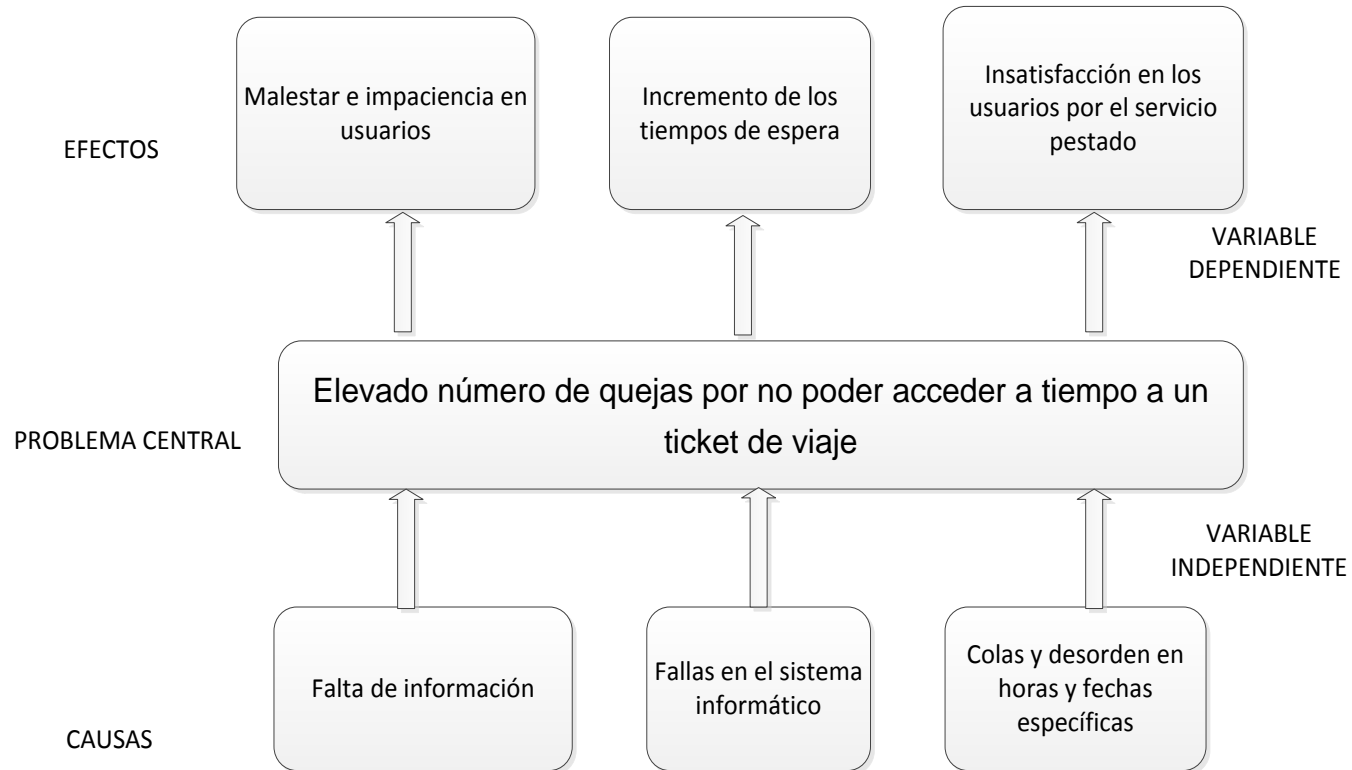 Malestar e impaciencia en
usuarios
Incremento de los
tiempos de espera
Insatisfacción en los
usuarios por el servicio
pestado
EFECTOS
VARIABLE
DEPENDIENTE
Elevado número de quejas por no poder acceder a tiempo a un
ticket de viaje
PROBLEMA CENTRAL
VARIABLE
INDEPENDIENTE
Falta de información
Fallas en el sistema
informático
Colas y desorden en
horas y fechas
específicas
CAUSAS